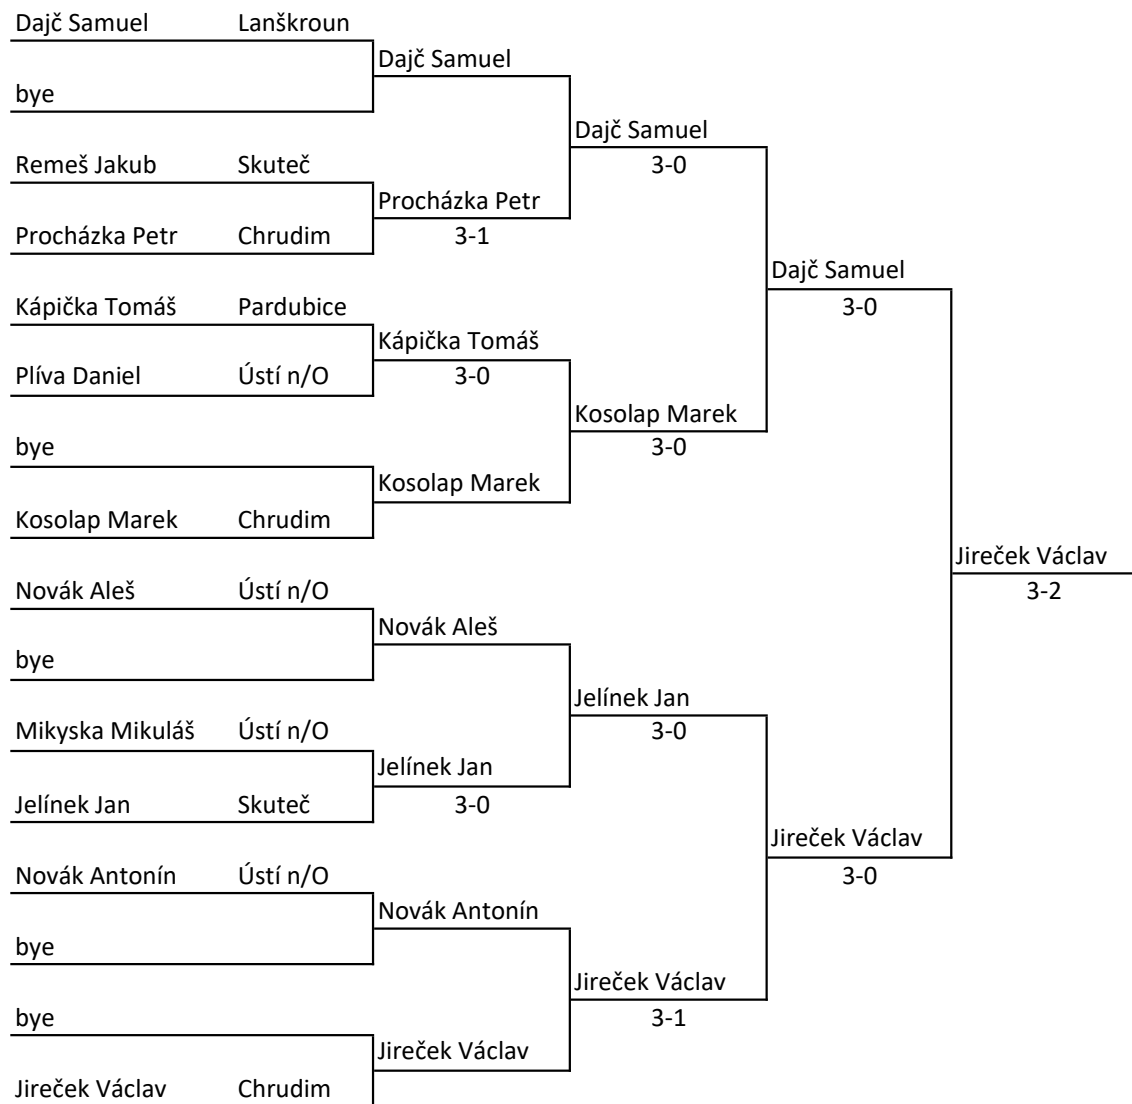 Dajč Samuel Lanškroun
Dajč Samuel
bye
Dajč Samuel
Remeš Jakub Skuteč 3-0
Procházka Petr
Procházka Petr Chrudim 3-1
Dajč Samuel
Kápička Tomáš Pardubice 3-0
Kápička Tomáš
Plíva Daniel Ústí n/O 3-0
Kosolap Marek
bye 3-0
Kosolap Marek
Kosolap Marek Chrudim
Jireček Václav
Novák Aleš Ústí n/O 3-2
Novák Aleš
bye
Jelínek Jan
Mikyska Mikuláš Ústí n/O 3-0
Jelínek Jan
Jelínek Jan Skuteč 3-0
Jireček Václav
Novák Antonín Ústí n/O 3-0
Novák Antonín
bye
Jireček Václav
bye 3-1
Jireček Václav
Jireček Václav Chrudim